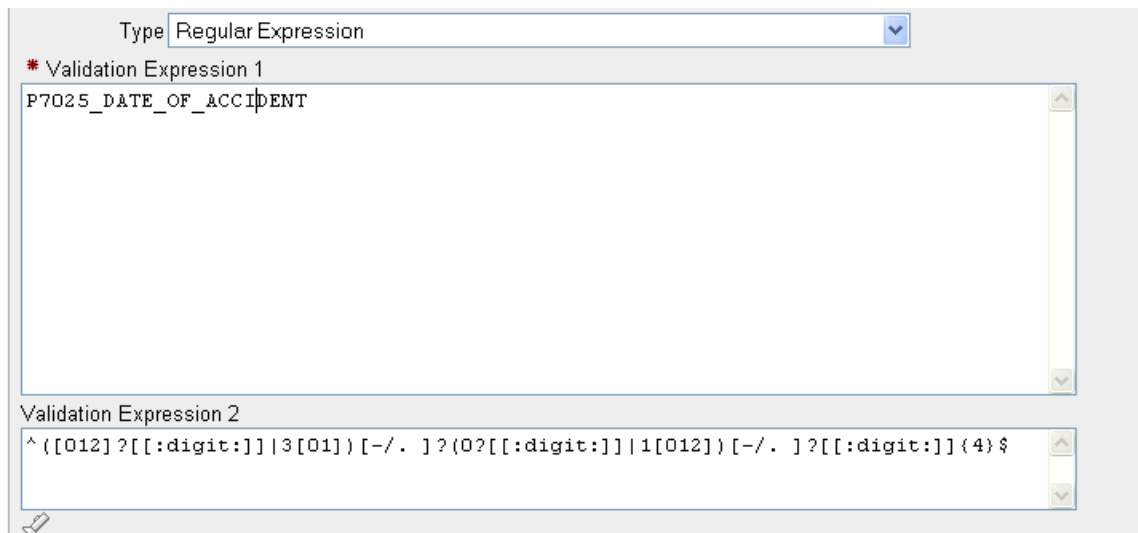 Type Regular Expression
* Validation Expression 1
P7025_DATE_OF_ACCIDENT
Validation Expression 2
^([012]?[[:digit:]]|3[01])[-/. ]?(0?[[:digit:]]|1[012])[-/. ]?[[:digit:]]{4}$